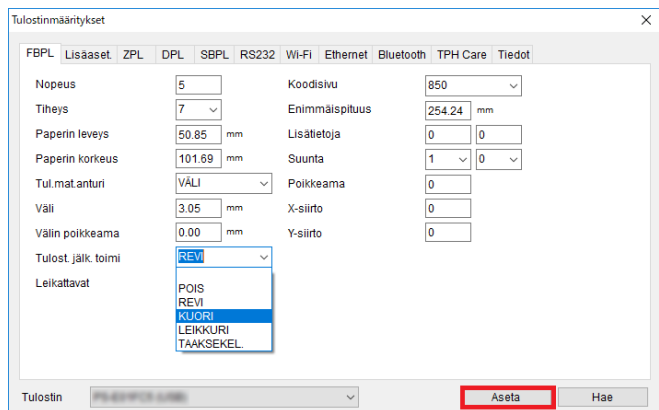 Tulostinmääritykset
FBPL Lisäaset. ZPL DPL SBPL RS232 Wi-Fi Ethernet Bluetooth TPH Care Tiedot
Nopeus 5 Koodisivu 850
Tiheys 7 Enimmäispituus 254.24 mm
Paperin leveys 50.85 mm Lisätietoja 0 0
Paperin korkeus 101.69 mm Suunta 1 0
Tul.mat.anturi VÄLI Poikkeama 0
Väli 3.05 mm X-siirto 0
Välin poikkeama 0.00 mm Y-siirto 0
Tulost. jälk. toimi REVI
Leikattavat
POIS
REVI
KUORI
LEIKKURI
TAAKSEKEL.
Tulostin Aseta Hae